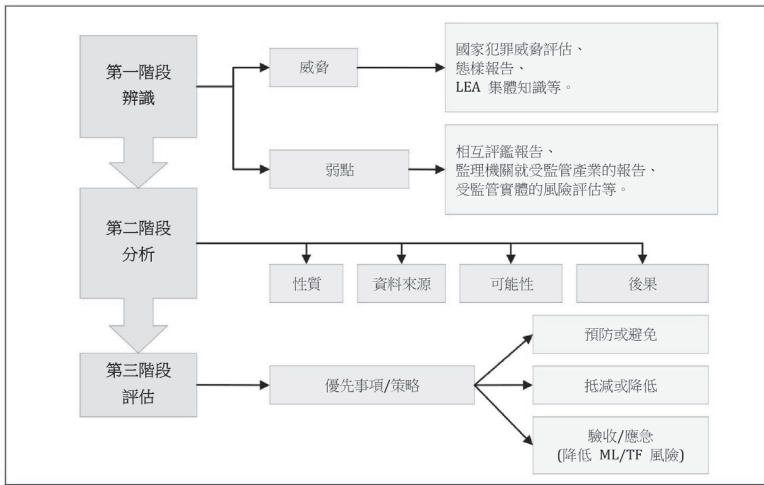 第一階段
辨識
威脅
國家犯罪威脅評估、
態樣報告、
LEA 集體知識等。
弱點
相互評鑑報告、
監理機關就受監管產業的報告、
受監管實體的風險評估等。
第二階段
分析
性質
資料來源
可能性
後果
第三階段
評估
優先事項/策略
預防或避免
抵減或降低
驗收/應急
(降低 ML/TF 風險)